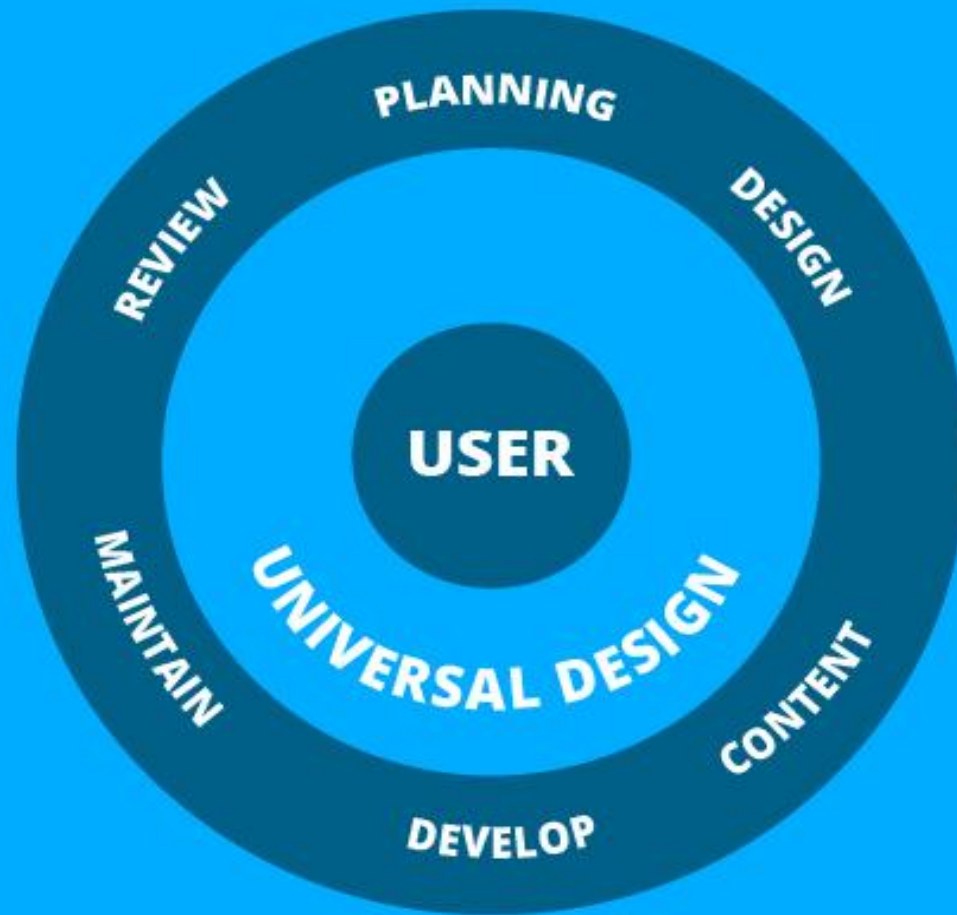 PLANNING
DESIGN
CONTENT
DEVELOP
MAINTAIN
REVIEW
USER
UNIVERSAL DESIGN